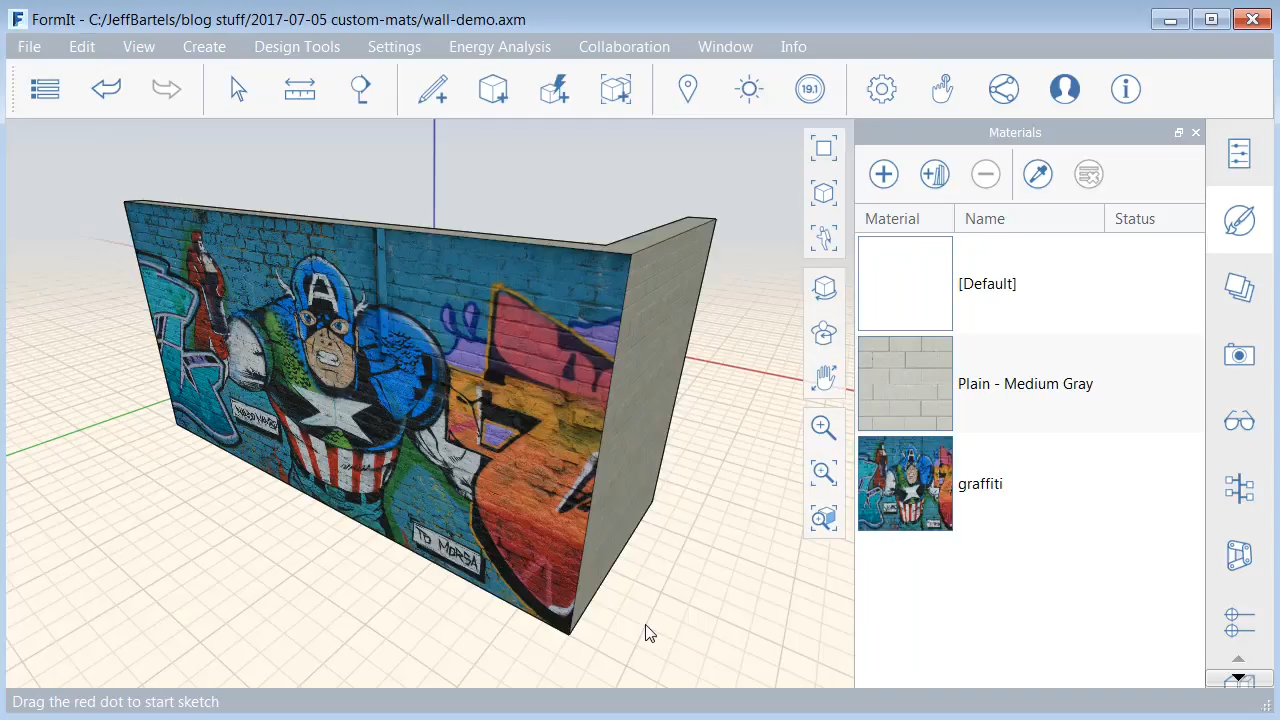 F FormIt - C:/JeffBartels/blog stuff/2017-07-05 custom-mats/wall-demo.axm
File Edit View Create Design Tools Settings Energy Analysis Collaboration Window Info
19.1
Materials
Material Name Status
[Default]
Plain - Medium Gray
graffiti
A
TO MORSA
Drag the red dot to start sketch